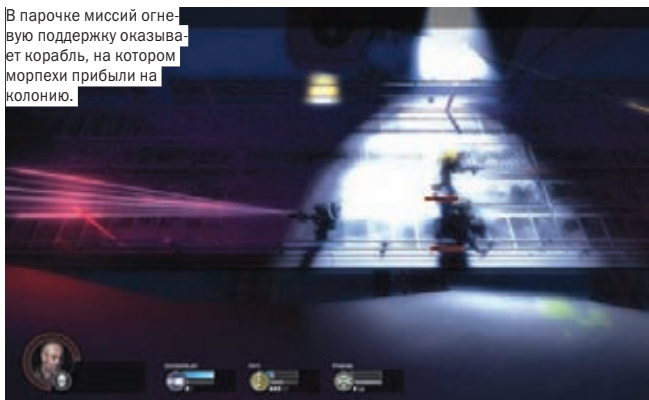 В парочке миссий огне-
вую поддержку оказыва-
ет корабль, на котором
морпехи прибыли на
колонию.